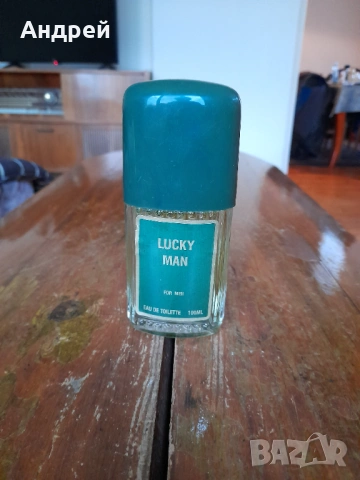 Андрей
LUCKY
MAN
FOR MEN
EAU DE TOILETTE 100ML
BAZAR